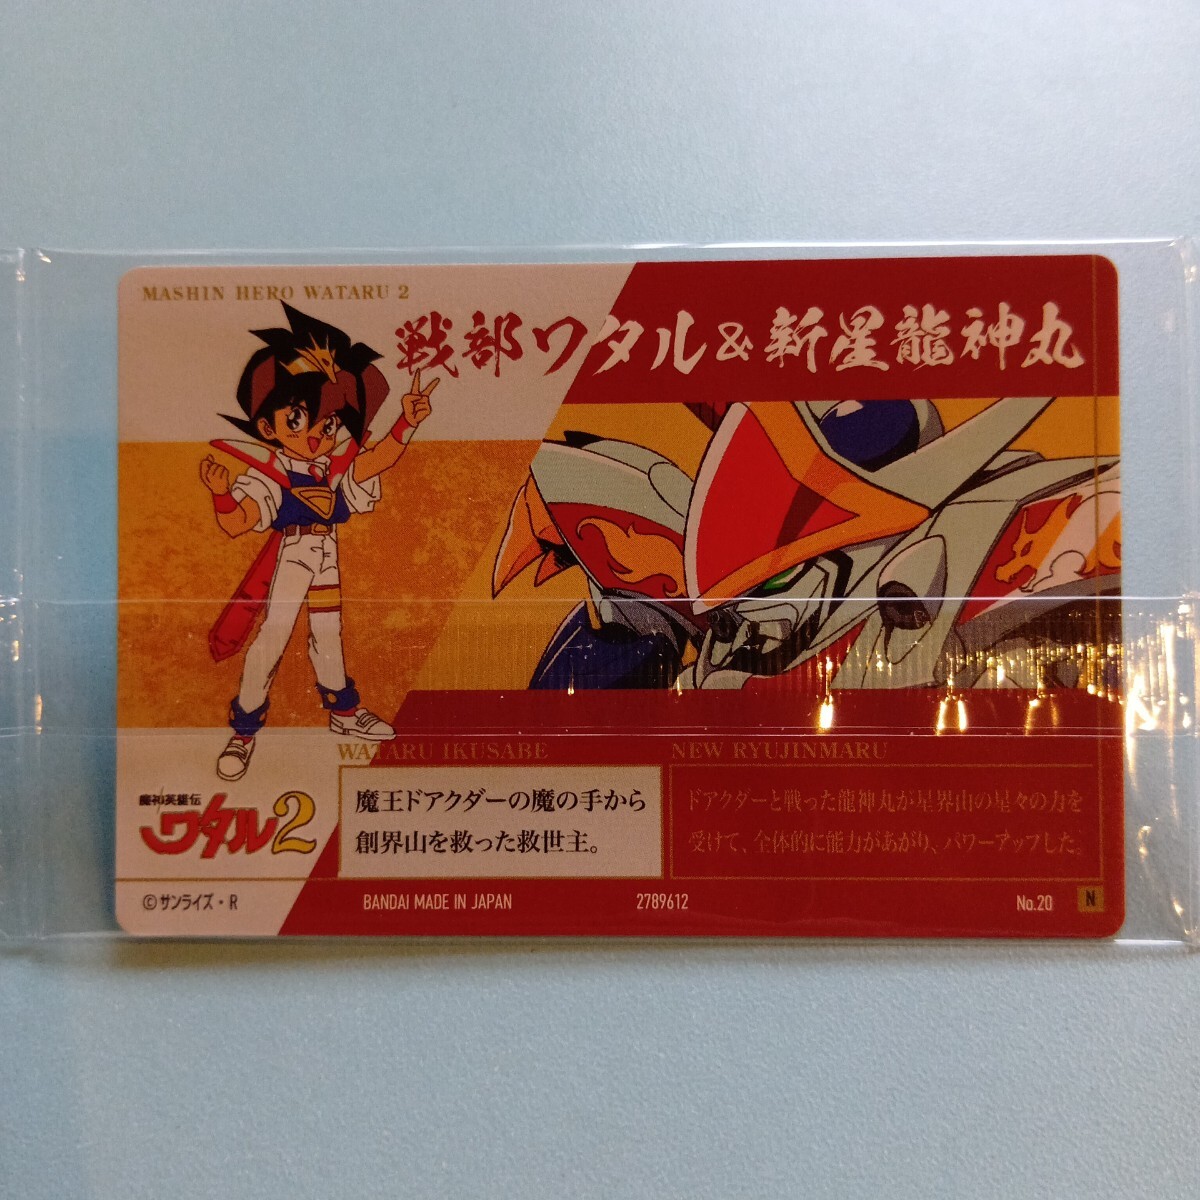 MASHIN HERO WATARU 2
戦部ワタル&新星龍神丸
WATARU IKUSABE
魔王ドアクダーの魔の手から
創界山を救った救世主。
NEW RYUJINMARU
ドアクダーと戦った龍神丸が星界山の星々の力を
受けて、全体的に能力があがり、パワーアップした。
魔神英雄伝
ワタル2
©サンライズ・R
BANDAI MADE IN JAPAN
2789612
No.20
N